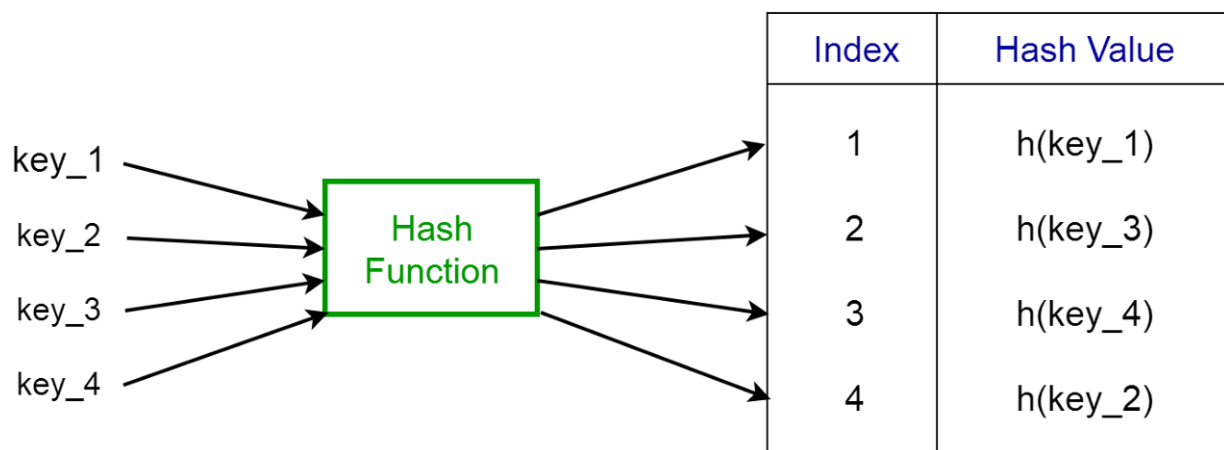 key_1
key_2
key_3
key_4
Hash
Function
Index Hash Value
1 h(key_1)
2 h(key_3)
3 h(key_4)
4 h(key_2)